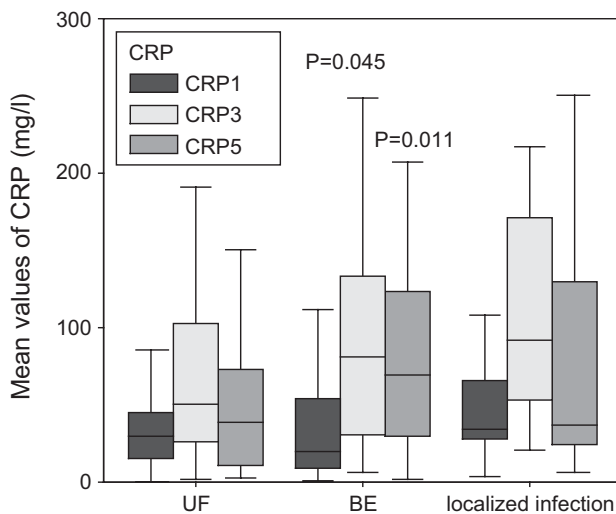 Mean values of CRP (mg/l)
300
200
100
0
CRP
CRP1
CRP3
CRP5
P=0.045
P=0.011
UF
BE
localized infection